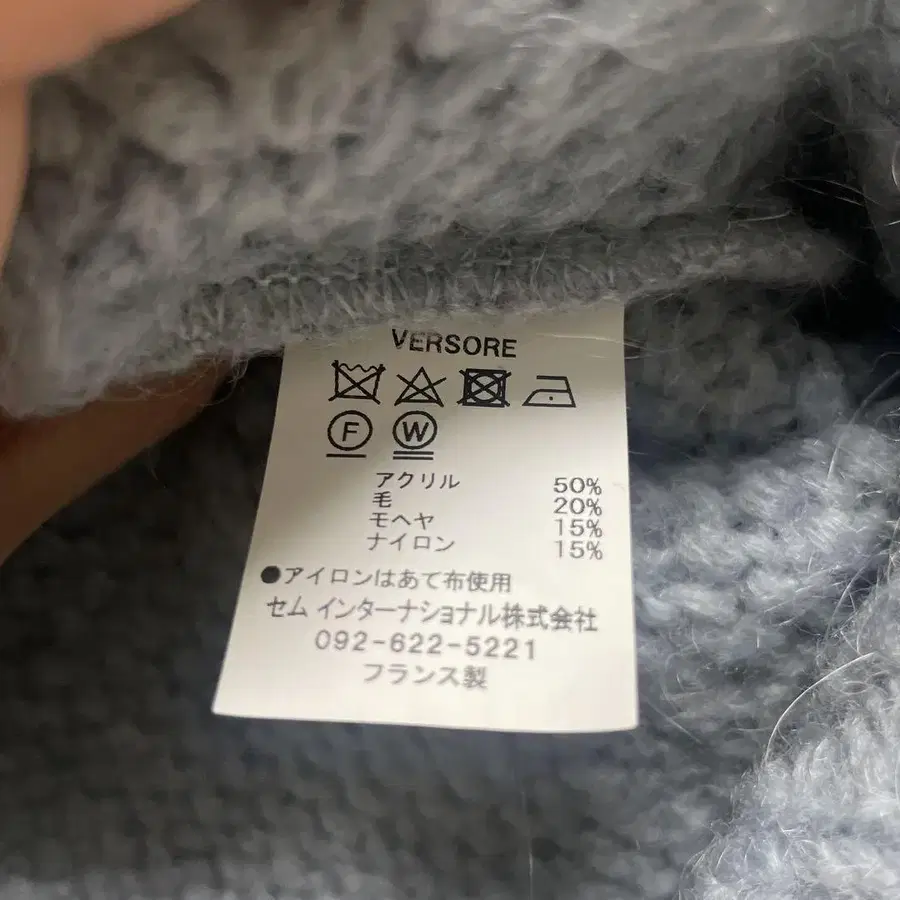 VERSORE
F W
アクリル 50%
毛 20%
モヘヤ 15%
ナイロン 15%
●アイロンはあて布使用
セム インターナショナル株式会社
092-622-5221
フランス製